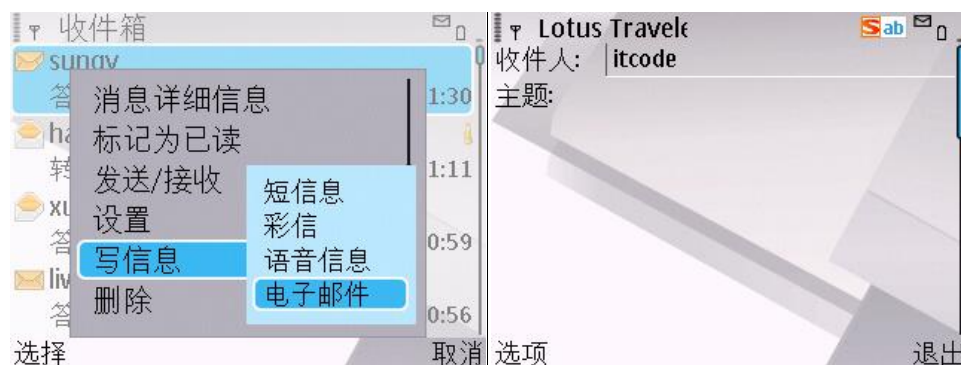 收件箱
sungy
答 1:30
消息详细信息
标记为已读
转 1:11
发送/接收
设置
答 0:59
写信息
删除
答 0:56
短信息
彩信
语音信息
电子邮件
选择 取消
Lotus Travele
Sab
收件人: itcode
主题:
选项 退出